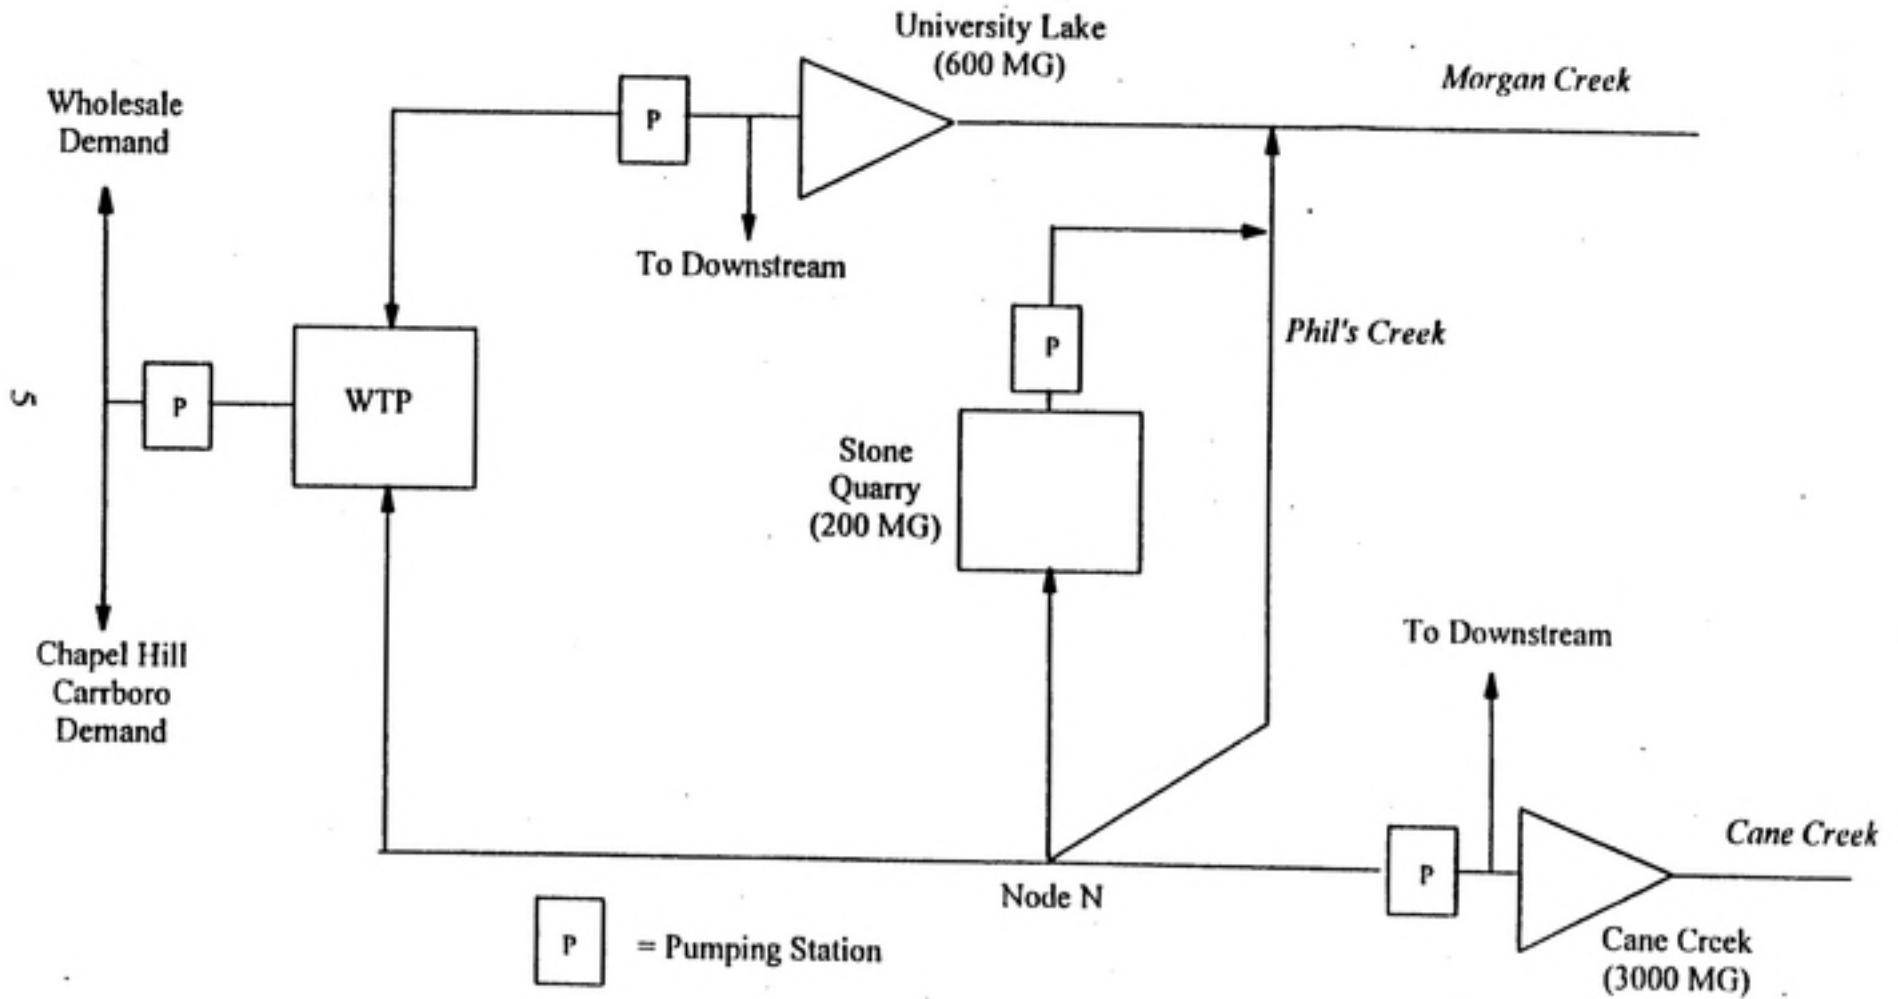 University Lake
(600 MG)
Morgan Creek
Wholesale
Demand
P
To Downstream
P
Phil's Creek
WTP
P
5
Stone
Quarry
(200 MG)
To Downstream
Chapel Hill
Carrboro
Demand
Cane Creek
P
Node N
P
= Pumping Station
Cane Creek
(3000 MG)